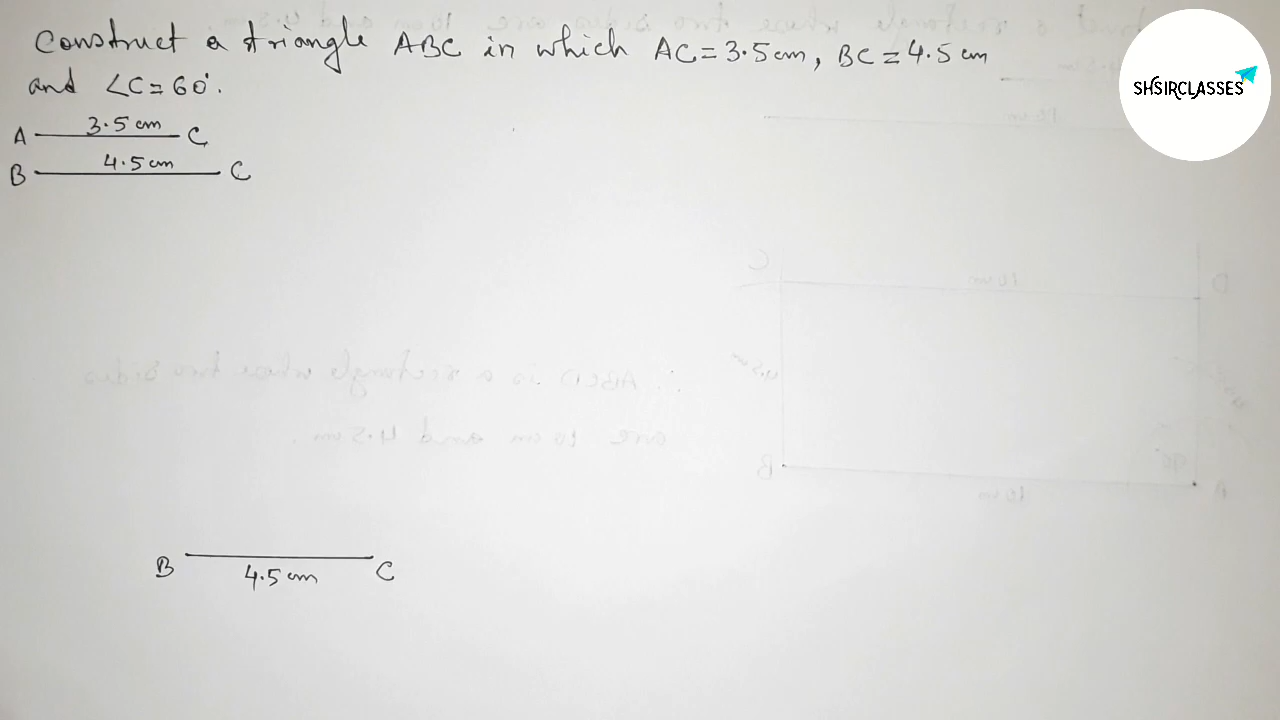 Construct a triangle ABC in which AC = 3.5 cm, BC = 4.5 cm
and ∠C = 60°.
A 3.5 cm C
B 4.5 cm C
SHSIRCLASSES
B 4.5 cm C